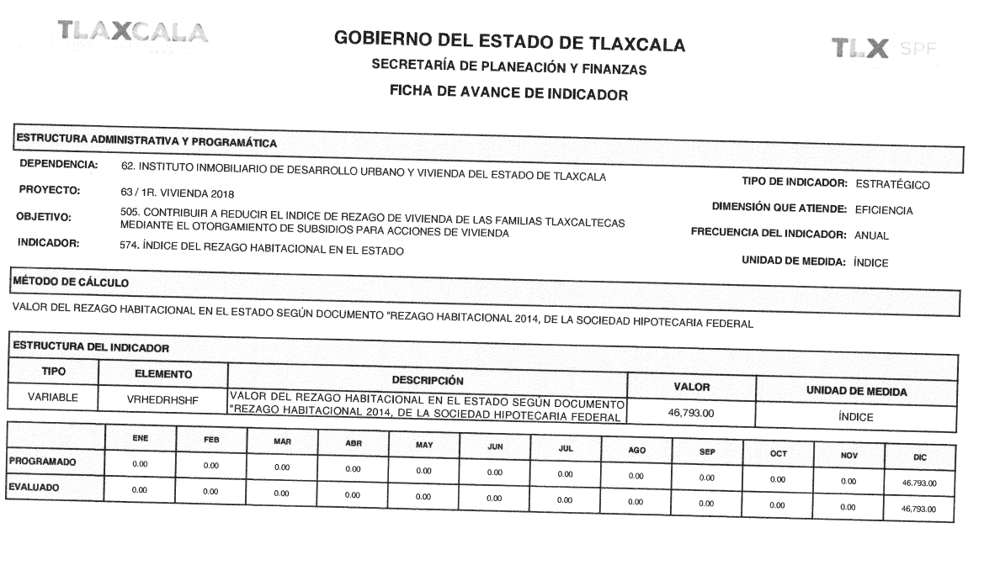 TLAXCALA
GOBIERNO DEL ESTADO DE TLAXCALA
TLX SPF
SECRETARÍA DE PLANEACIÓN Y FINANZAS
FICHA DE AVANCE DE INDICADOR
ESTRUCTURA ADMINISTRATIVA Y PROGRAMÁTICA
DEPENDENCIA: 62. INSTITUTO INMOBILIARIO DE DESARROLLO URBANO Y VIVIENDA DEL ESTADO DE TLAXCALA
TIPO DE INDICADOR: ESTRATÉGICO
PROYECTO: 63 / 1R. VIVIENDA 2018
DIMENSIÓN QUE ATIENDE: EFICIENCIA
OBJETIVO: 505. CONTRIBUIR A REDUCIR EL INDICE DE REZAGO DE VIVIENDA DE LAS FAMILIAS TLAXCALTECAS
MEDIANTE EL OTORGAMIENTO DE SUBSIDIOS PARA ACCIONES DE VIVIENDA
FRECUENCIA DEL INDICADOR: ANUAL
INDICADOR: 574. ÍNDICE DEL REZAGO HABITACIONAL EN EL ESTADO
UNIDAD DE MEDIDA: ÍNDICE
MÉTODO DE CÁLCULO
VALOR DEL REZAGO HABITACIONAL EN EL ESTADO SEGÚN DOCUMENTO "REZAGO HABITACIONAL 2014, DE LA SOCIEDAD HIPOTECARIA FEDERAL
ESTRUCTURA DEL INDICADOR
TIPO ELEMENTO DESCRIPCIÓN VALOR UNIDAD DE MEDIDA
VARIABLE VRHEDRHSHF VALOR DEL REZAGO HABITACIONAL EN EL ESTADO SEGÚN DOCUMENTO
"REZAGO HABITACIONAL 2014, DE LA SOCIEDAD HIPOTECARIA FEDERAL 46,793.00 ÍNDICE
ENE FEB MAR ABR MAY JUN JUL AGO SEP OCT NOV DIC
PROGRAMADO 0.00 0.00 0.00 0.00 0.00 0.00 0.00 0.00 0.00 0.00 0.00 46,793.00
EVALUADO 0.00 0.00 0.00 0.00 0.00 0.00 0.00 0.00 0.00 0.00 0.00 46,793.00